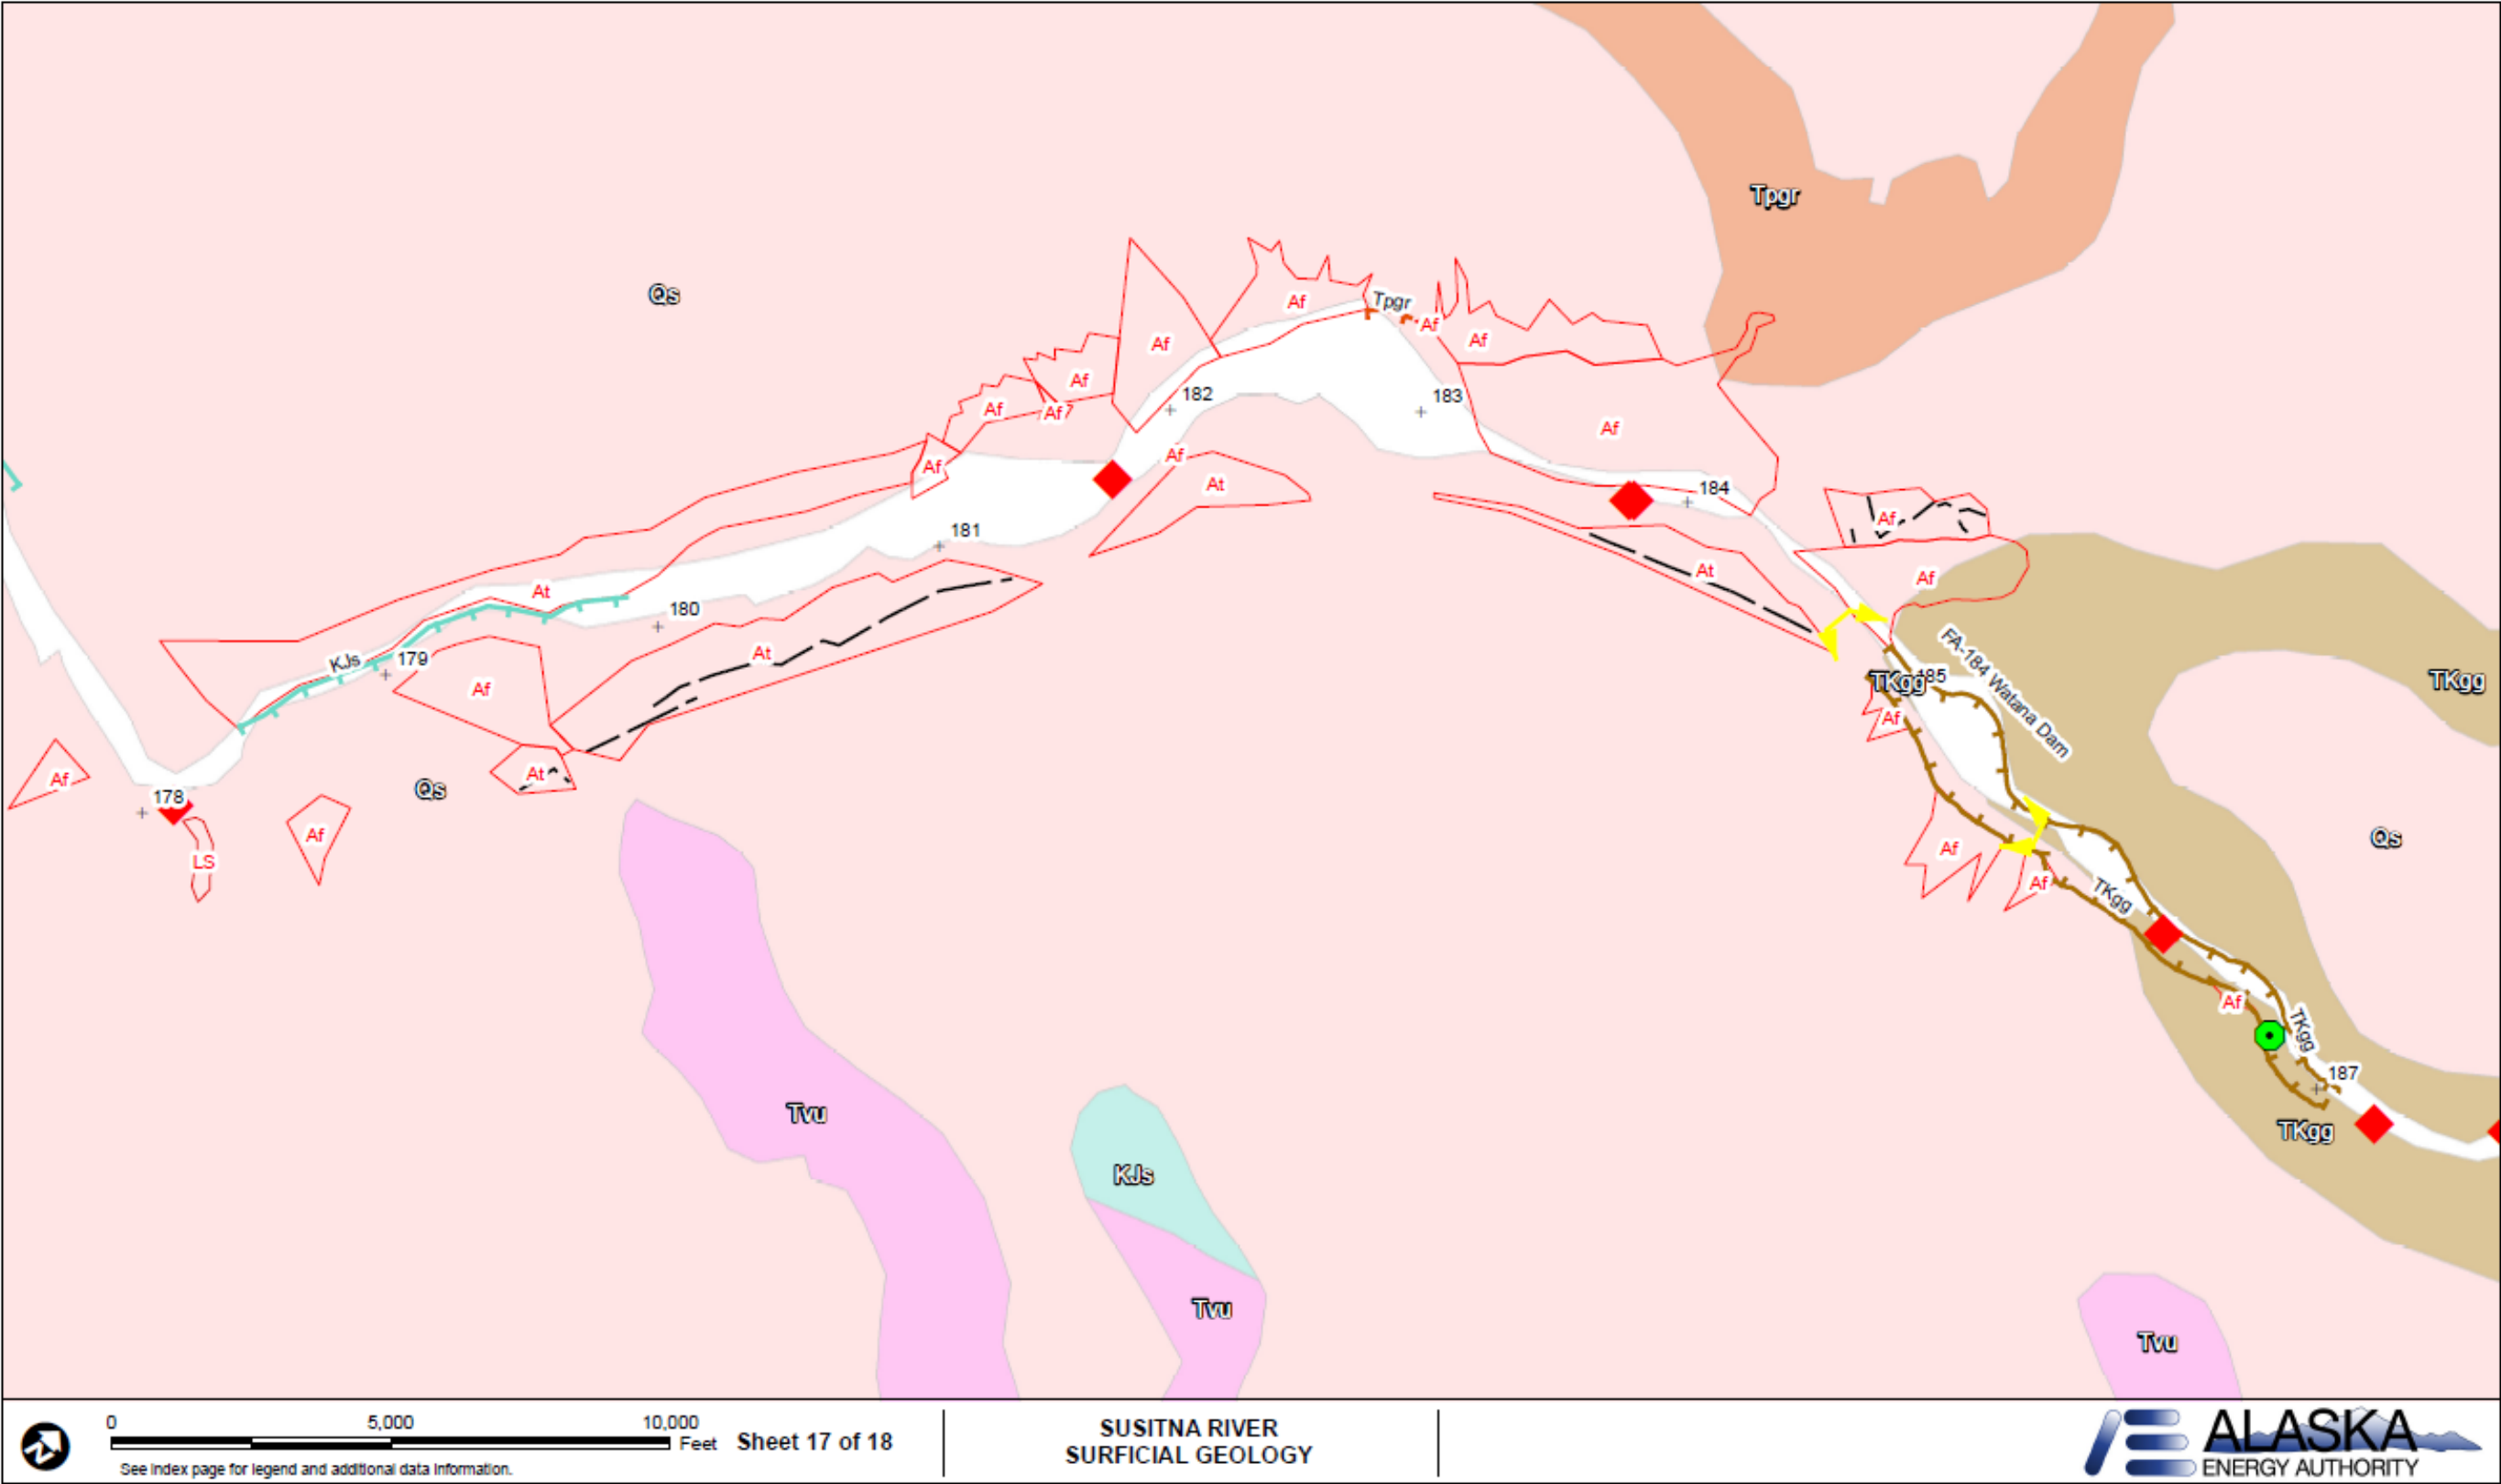 Tpgr
Qs
Af
Tpgr
Af
Af
Af
Af
Af
Af
182
183
Af
Af
Af
At
184
Af
181
At
At
Af
180
KJs
179
At
Af
FA-184 Watana Dam
TKgg
185
TKgg
Af
Af
At
178
Qs
Af
LS
Qs
Af
Af
TKgg
Af
TKgg
187
TKgg
Tvu
KJs
Tvu
Tvu
N
0 5,000 10,000
Feet
Sheet 17 of 18
See Index page for legend and additional data information.
SUSITNA RIVER
SURFICIAL GEOLOGY
ALASKA
ENERGY AUTHORITY